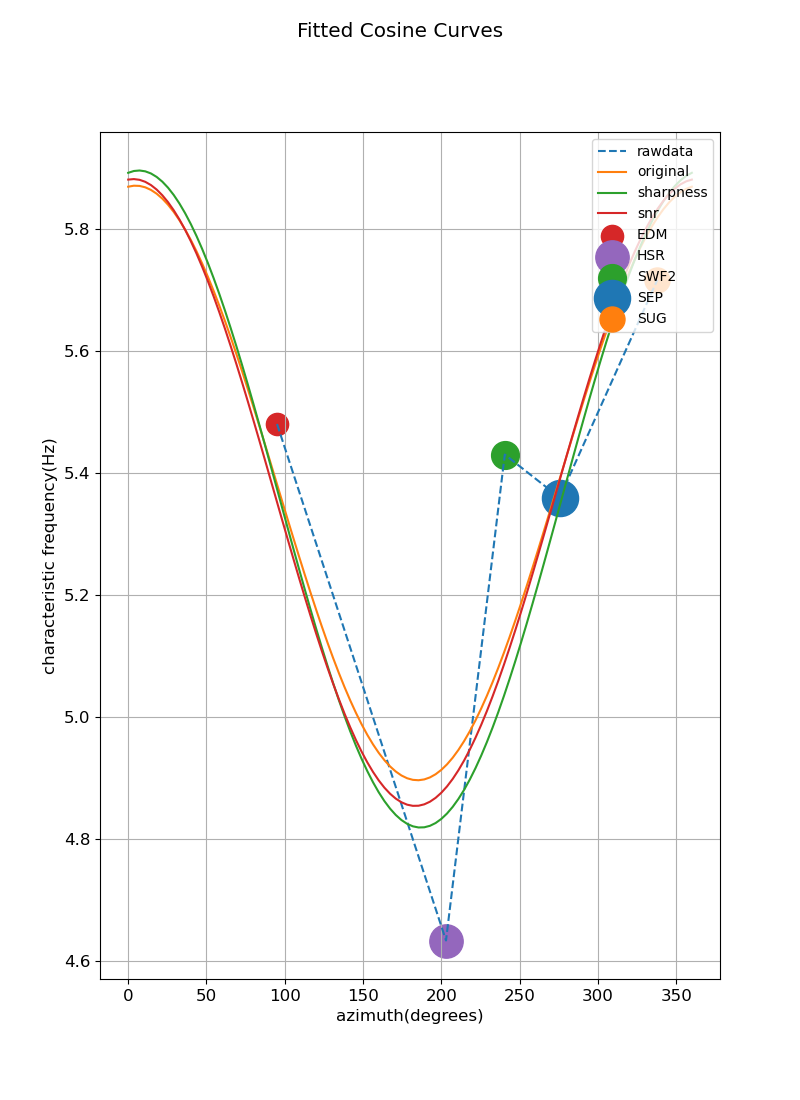 Fitted Cosine Curves
rawdata
original
sharpness
snr
EDM
HSR
SWF2
SEP
SUG
characteristic frequency(Hz)
5.8
5.6
5.4
5.2
5.0
4.8
4.6
0 50 100 150 200 250 300 350
azimuth(degrees)